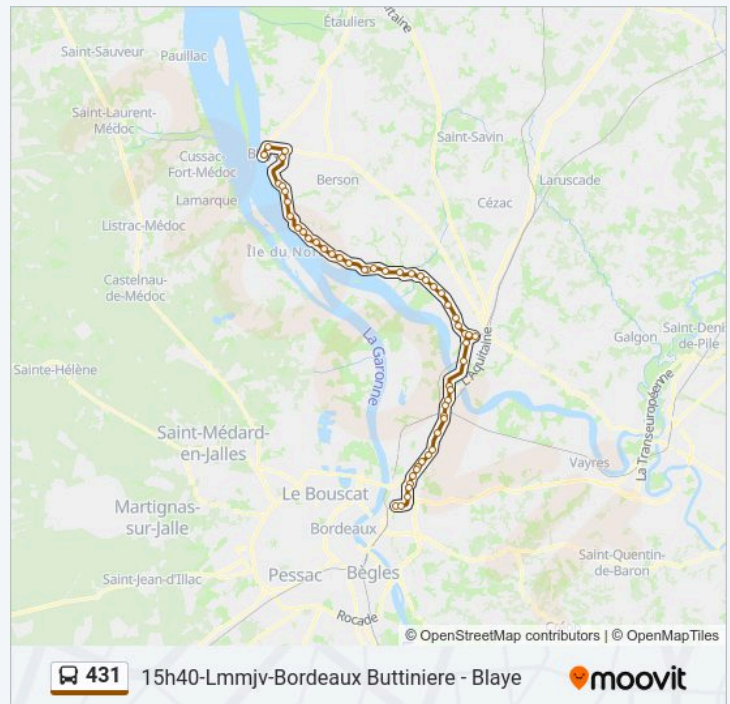 Étauliers
Saint-Sauveur
Pauillac
Saint-Laurent-
Médoc
Saint-Savin
Cussac-
Fort-Médoc
Berson
Laruscade
Lamarque
Cézac
Listrac-Médoc
Castelnau-
de-Médoc
La Garonne
L'Aquitaine
Galgon
Saint-Denis-
de-Pile
Sainte-Hélène
La Transeuropéenne
Saint-Médard-
en-Jalles
Vayres
Le Bouscat
Martignas-
sur-Jalle
Bordeaux
Saint-Jean-d'Illac
Pessac
Bègles
Saint-Quentin-
de-Baron
Rocade
© OpenStreetMap contributors | © OpenMapTiles
431 15h40-Lmmjv-Bordeaux Buttiniere - Blaye
moovit